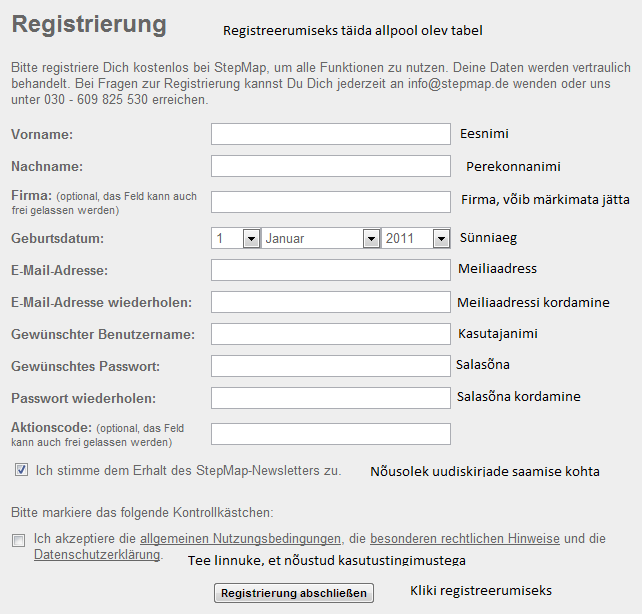 Registrierung
Registreerumiseks täida allpool olev tabel
Bitte registriere Dich kostenlos bei StepMap, um alle Funktionen zu nutzen. Deine Daten werden vertraulich
behandelt. Bei Fragen zur Registrierung kannst Du Dich jederzeit an info@stepmap.de wenden oder uns
unter 030 - 609 825 530 erreichen.
Vorname: Eesnimi
Nachname: Perekonnanimi
Firma: (optional, das Feld kann auch
frei gelassen werden)
Firma, võib märkimata jätta
Geburtsdatum: 1 Januar 2011 Sünniaeg
E-Mail-Adresse: Meiliaadress
E-Mail-Adresse wiederholen: Meiliaadressi kordamine
Gewünschter Benutzername: Kasutajanimi
Gewünschtes Passwort: Salasõna
Passwort wiederholen: Salasõna kordamine
Aktionscode: (optional, das Feld
kann auch frei gelassen werden)
Ich stimme dem Erhalt des StepMap-Newsletters zu. Nõusolek uudiskirjade saamise kohta
Bitte markiere das folgende Kontrollkästchen:
Ich akzeptiere die allgemeinen Nutzungsbedingungen, die besonderen rechtlichen Hinweise und die
Datenschutzerklärung.
Tee linnuke, et nõustud kasutustingimustega
Registrierung abschließen Kliki registreerumiseks